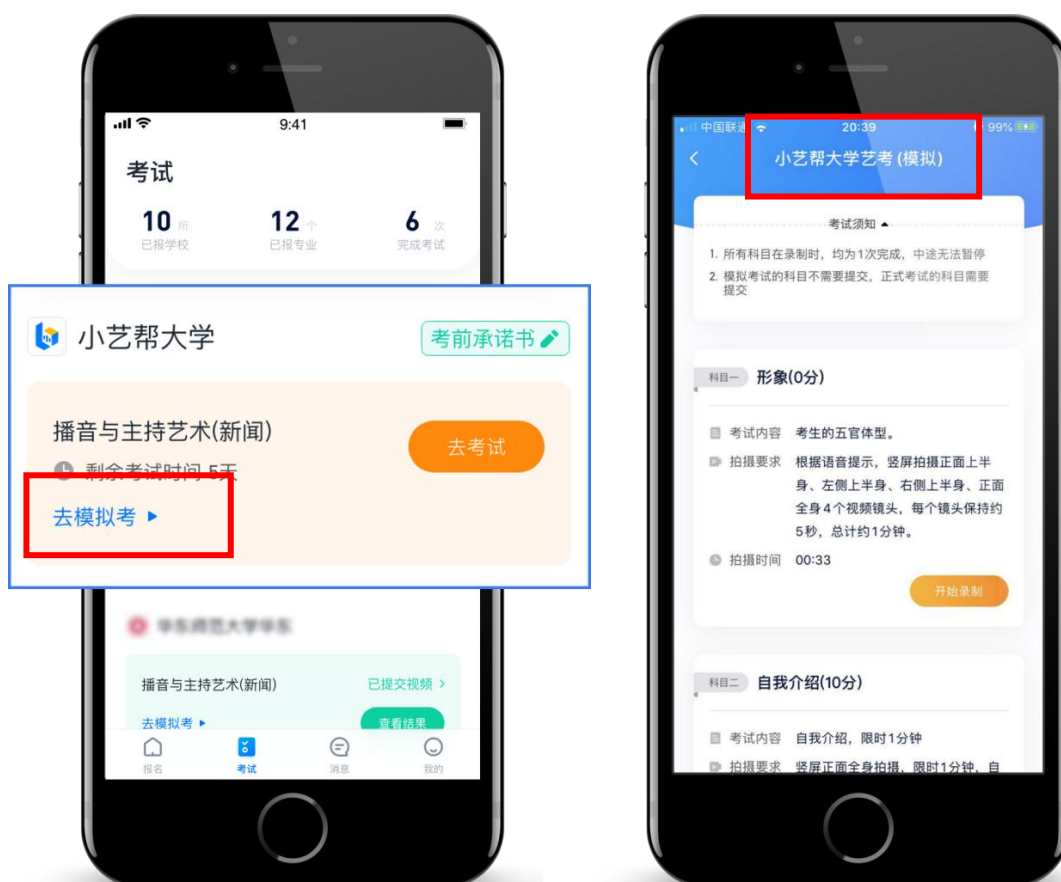 9:41
考试
10 所
12 个
6 次
已报学校
已报专业
完成考试
小艺帮大学
考前承诺书
播音与主持艺术(新闻)
去考试
剩余考试时间 5天
去模拟考
播音与主持艺术(新闻)
已提交视频 >
去模拟考
查看结果
报名
考试
消息
我的
中国联通
20:39
99%
小艺帮大学艺考(模拟)
考试须知
1. 所有科目在录制时，均为1次完成，中途无法暂停
2. 模拟考试的科目不需要提交，正式考试的科目需要
提交
科目一
形象(0分)
考试内容
考生的五官体型。
拍摄要求
根据语音提示，竖屏拍摄正面上半
身、左侧上半身、右侧上半身、正面
全身4个视频镜头，每个镜头保持约
5秒，总计约1分钟。
拍摄时间
00:33
开始录制
科目二
自我介绍(10分)
考试内容
自我介绍，限时1分钟
拍摄要求
竖屏正面全身拍摄，限时1分钟，自